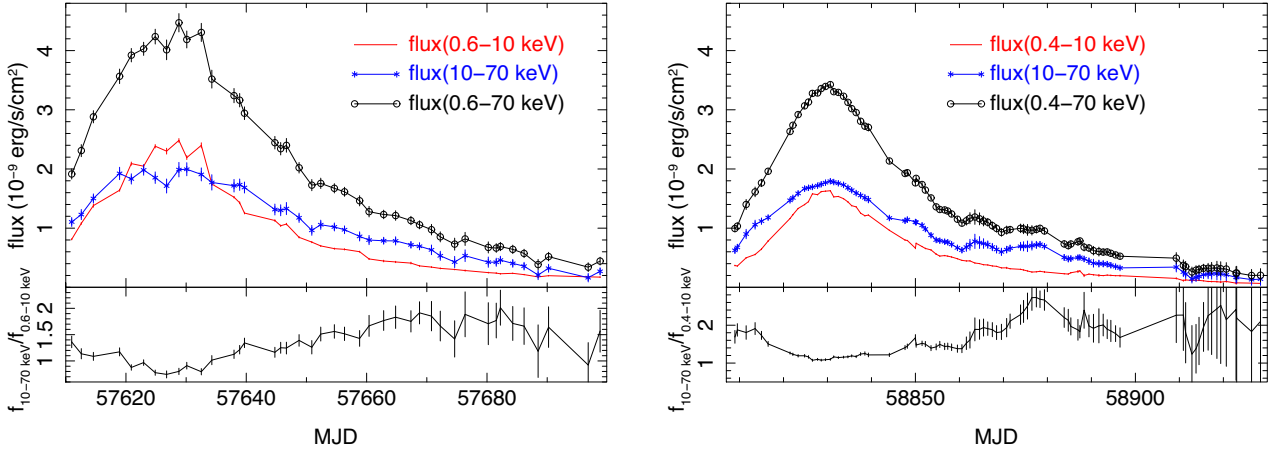 flux (10−9 erg/s/cm2)
4
3
2
1
flux(0.6−10 keV)
flux(10−70 keV)
flux(0.6−70 keV)
f10−70 keV/f0.6−10 keV
2
1.5
1
57620 57640 57660 57680
MJD
flux (10−9 erg/s/cm2)
4
3
2
1
flux(0.4−10 keV)
flux(10−70 keV)
flux(0.4−70 keV)
f10−70 keV/f0.4−10 keV
2
1
58850 58900
MJD